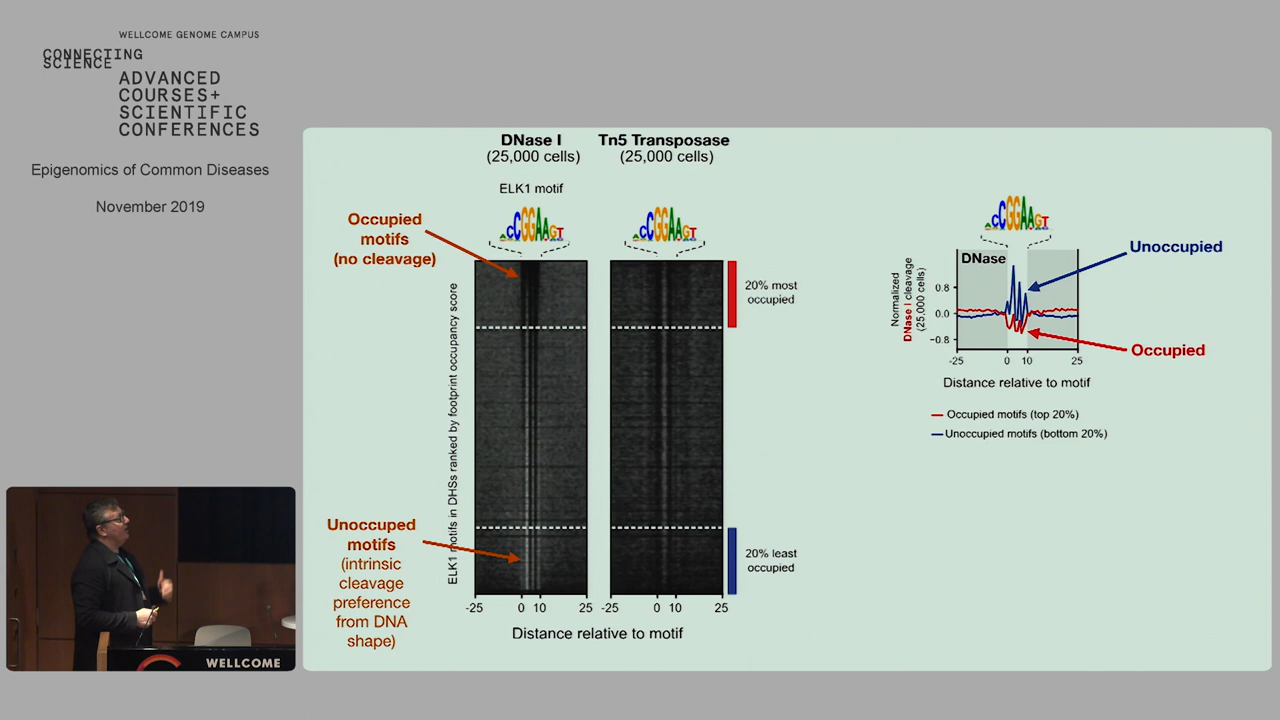 WELLCOME GENOME CAMPUS
CONNECTING
SCIENCE
ADVANCED
COURSES+
SCIENTIFIC
CONFERENCES
Epigenomics of Common Diseases
November 2019
DNase I
(25,000 cells)
Tn5 Transposase
(25,000 cells)
ELK1 motif
Occupied
motifs
(no cleavage)
cCGGAAGT
cCGGAAGT
20% most
occupied
ELK1 motifs in DHSs ranked by footprint occupancy score
Unoccuped
motifs
(intrinsic
cleavage
preference
from DNA
shape)
20% least
occupied
-25 0 10 25
-25 0 10 25
Distance relative to motif
cCGGAAGT
DNase
Unoccupied
Occupied
Normalized
DNase I cleavage
(25,000 cells)
0.8
0.0
−0.8
-25 0 10 25
Distance relative to motif
Occupied motifs (top 20%)
Unoccupied motifs (bottom 20%)
WELLCOME